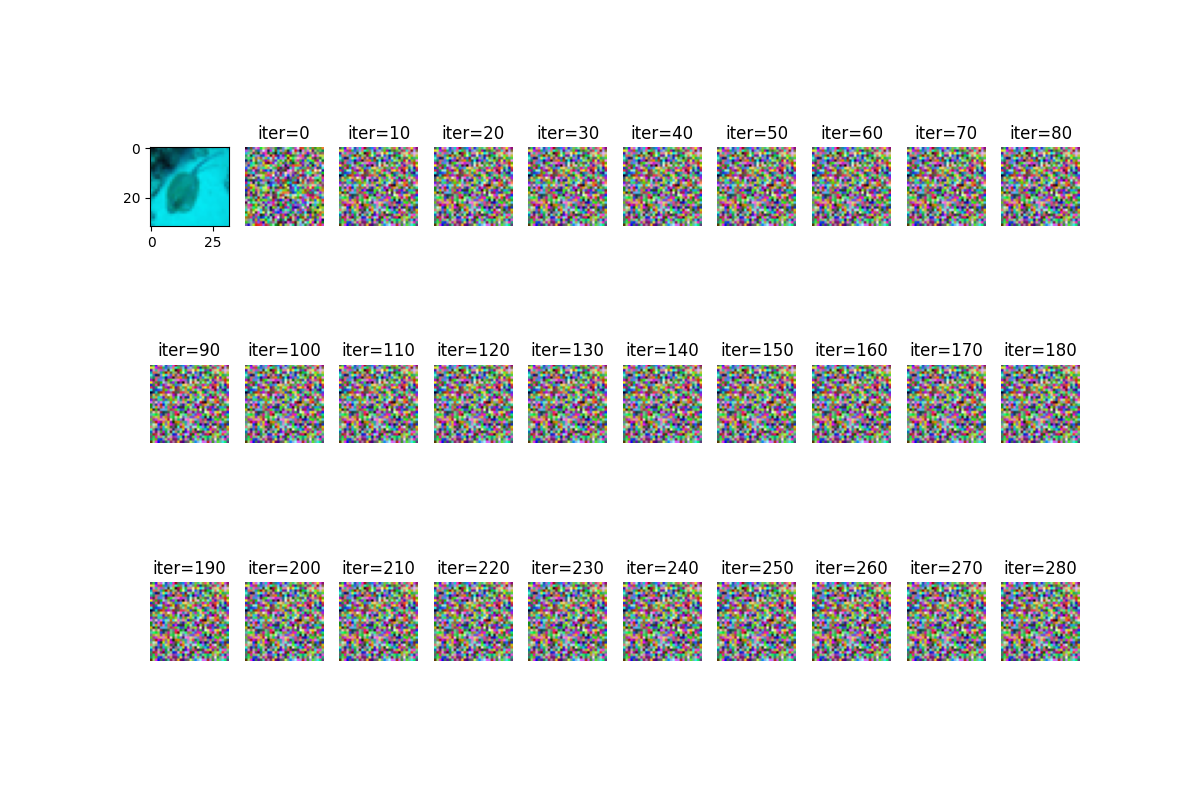 iter=0 iter=10 iter=20 iter=30 iter=40 iter=50 iter=60 iter=70 iter=80
0
20
0 25
iter=90 iter=100 iter=110 iter=120 iter=130 iter=140 iter=150 iter=160 iter=170 iter=180
iter=190 iter=200 iter=210 iter=220 iter=230 iter=240 iter=250 iter=260 iter=270 iter=280